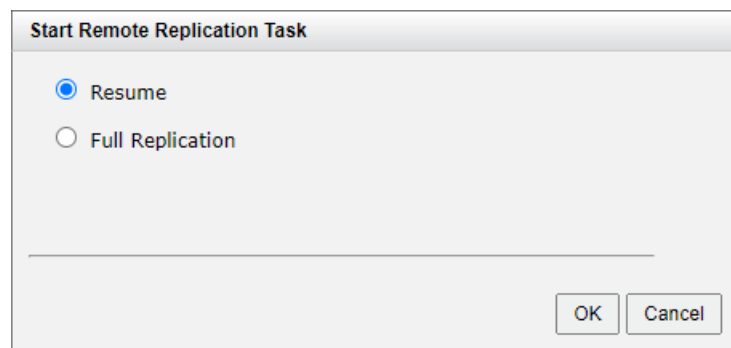 Start Remote Replication Task
Resume
Full Replication
OK Cancel